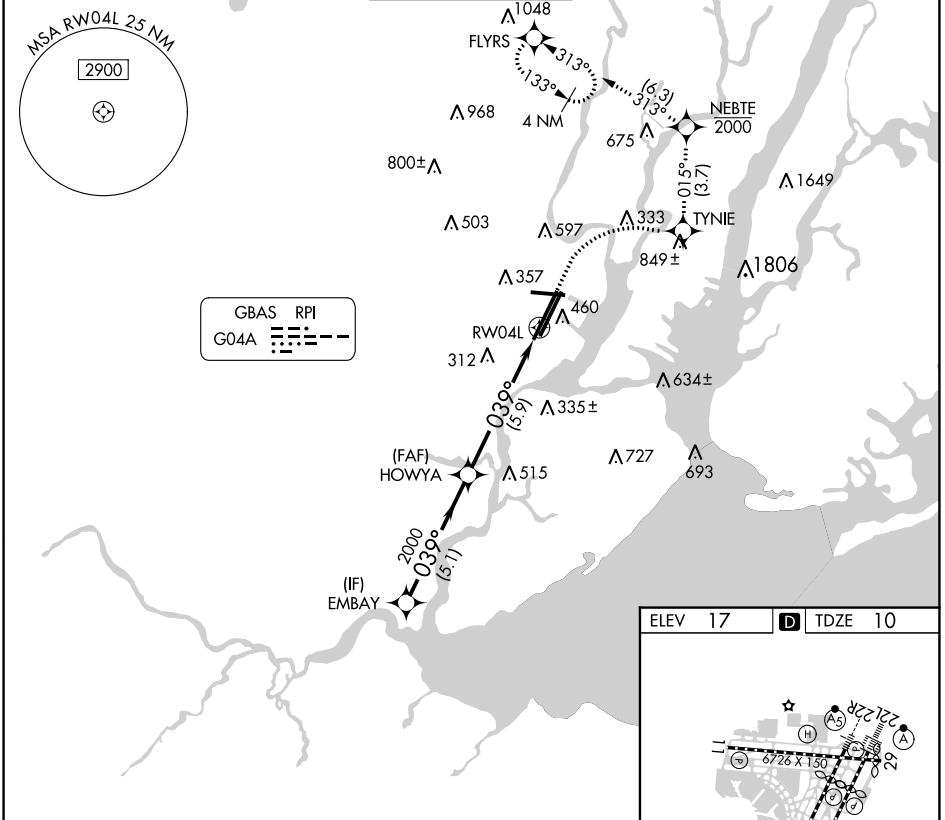 MSA RW04L 25 NM
2900
1048
FLYRS
313°
133°
4 NM
(6.3)
313°
NEBTE
2000
968
675
800±
015°
(3.7)
1649
503
597
333
TYNIE
849±
1806
357
460
GBAS RPI
G04A
RW04L
312
634±
039°
(5.9)
335±
(FAF)
HOWYA
515
727
693
2000
039°
(5.1)
(IF)
EMBAY
ELEV 17
D
TDZE 10
A5
22R
22L
A
H
11
P
6726 X 150
P
29
P
P